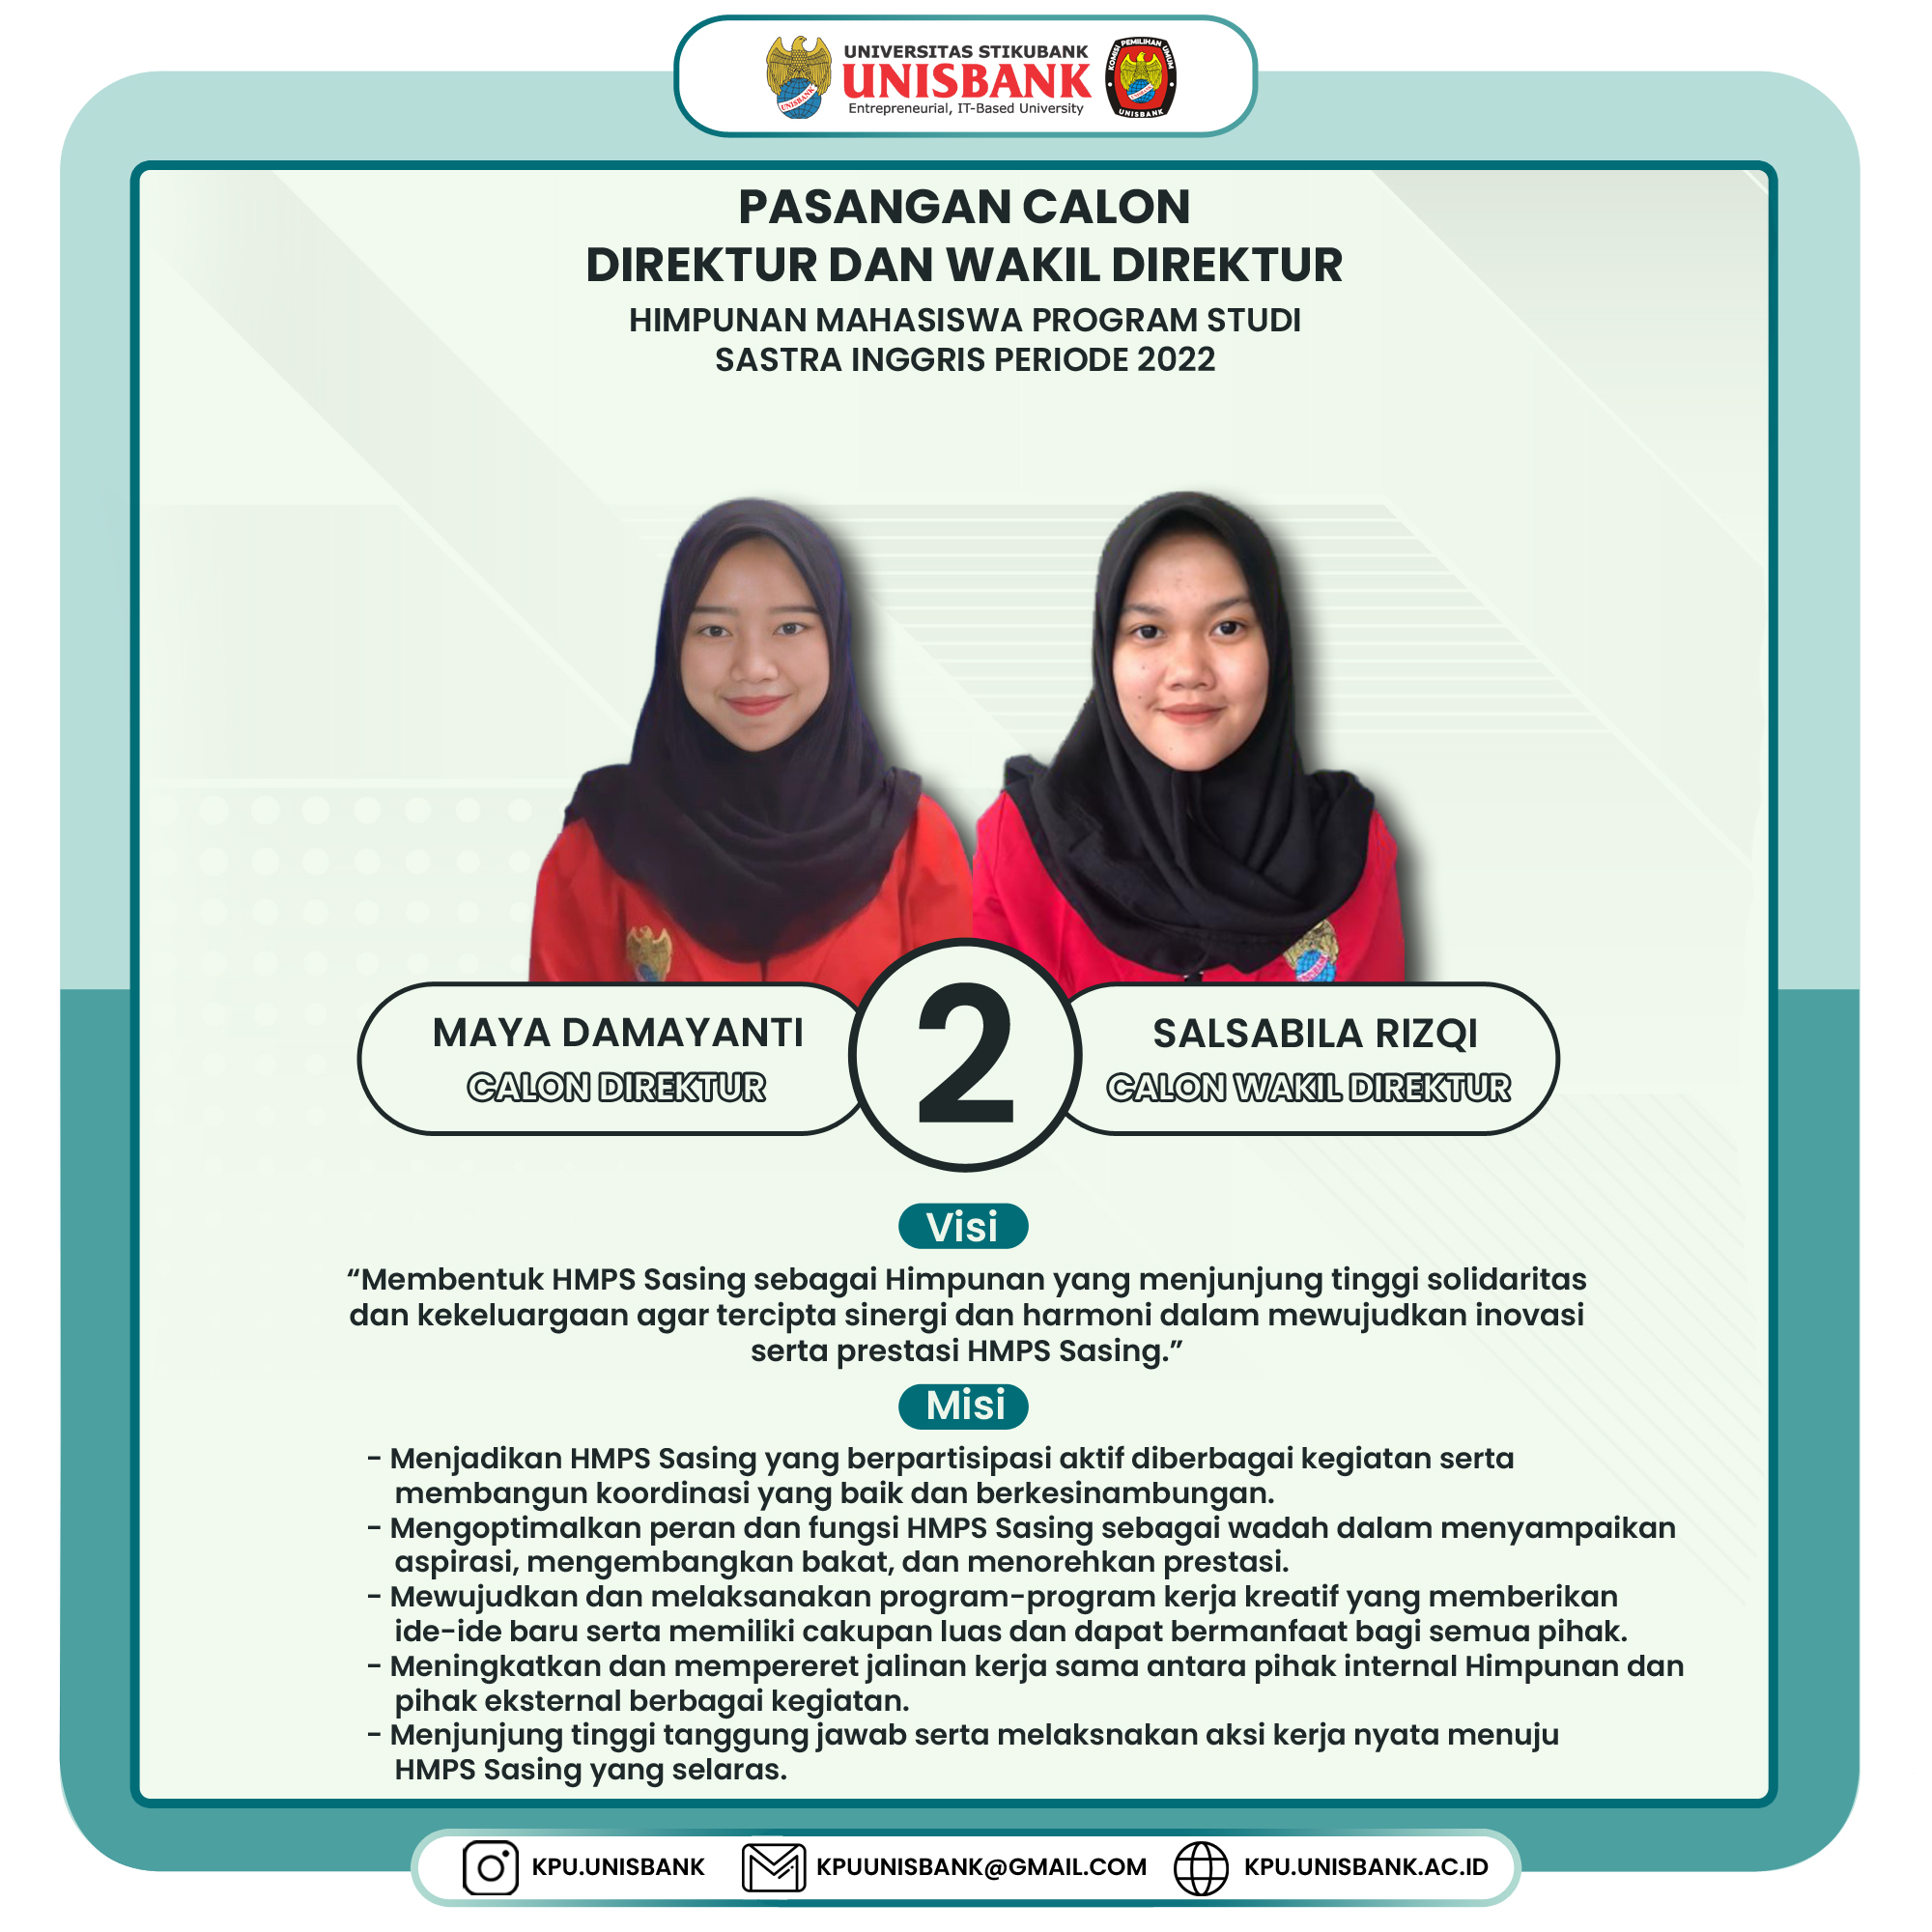 UNIVERSITAS STIKUBANK
UNISBANK
Entrepreneurial, IT-Based University
UNISBANK
KOMISI PEMILIHAN UMUM
UNISBANK
PASANGAN CALON
DIREKTUR DAN WAKIL DIREKTUR
HIMPUNAN MAHASISWA PROGRAM STUDI
SASTRA INGGRIS PERIODE 2022
MAYA DAMAYANTI
CALON DIREKTUR
2
SALSABILA RIZQI
CALON WAKIL DIREKTUR
Visi
“Membentuk HMPS Sasing sebagai Himpunan yang menjunjung tinggi solidaritas
dan kekeluargaan agar tercipta sinergi dan harmoni dalam mewujudkan inovasi
serta prestasi HMPS Sasing.”
Misi
- Menjadikan HMPS Sasing yang berpartisipasi aktif diberbagai kegiatan serta
membangun koordinasi yang baik dan berkesinambungan.
- Mengoptimalkan peran dan fungsi HMPS Sasing sebagai wadah dalam menyampaikan
aspirasi, mengembangkan bakat, dan menorehkan prestasi.
- Mewujudkan dan melaksanakan program-program kerja kreatif yang memberikan
ide-ide baru serta memiliki cakupan luas dan dapat bermanfaat bagi semua pihak.
- Meningkatkan dan mempereret jalinan kerja sama antara pihak internal Himpunan dan
pihak eksternal berbagai kegiatan.
- Menjunjung tinggi tanggung jawab serta melaksnakan aksi kerja nyata menuju
HMPS Sasing yang selaras.
KPU.UNISBANK
KPUUNISBANK@GMAIL.COM
KPU.UNISBANK.AC.ID